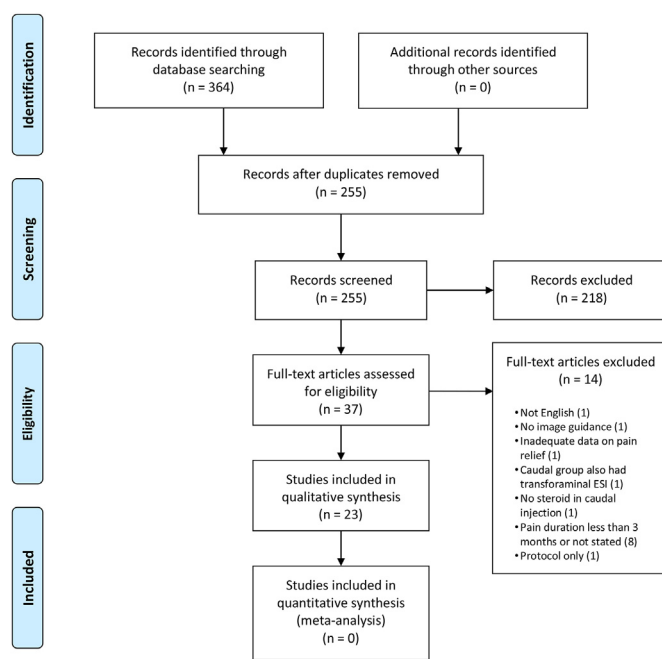 Identification
Records identified through
database searching
(n = 364)
Additional records identified
through other sources
(n = 0)
Records after duplicates removed
(n = 255)
Screening
Records screened
(n = 255)
Records excluded
(n = 218)
Eligibility
Full-text articles assessed
for eligibility
(n = 37)
Full-text articles excluded
(n = 14)
• Not English (1)
• No image guidance (1)
• Inadequate data on pain
relief (1)
• Caudal group also had
transforaminal ESI (1)
• No steroid in caudal
injection (1)
• Pain duration less than 3
months or not stated (8)
• Protocol only (1)
Studies included in
qualitative synthesis
(n = 23)
Included
Studies included in
quantitative synthesis
(meta-analysis)
(n = 0)